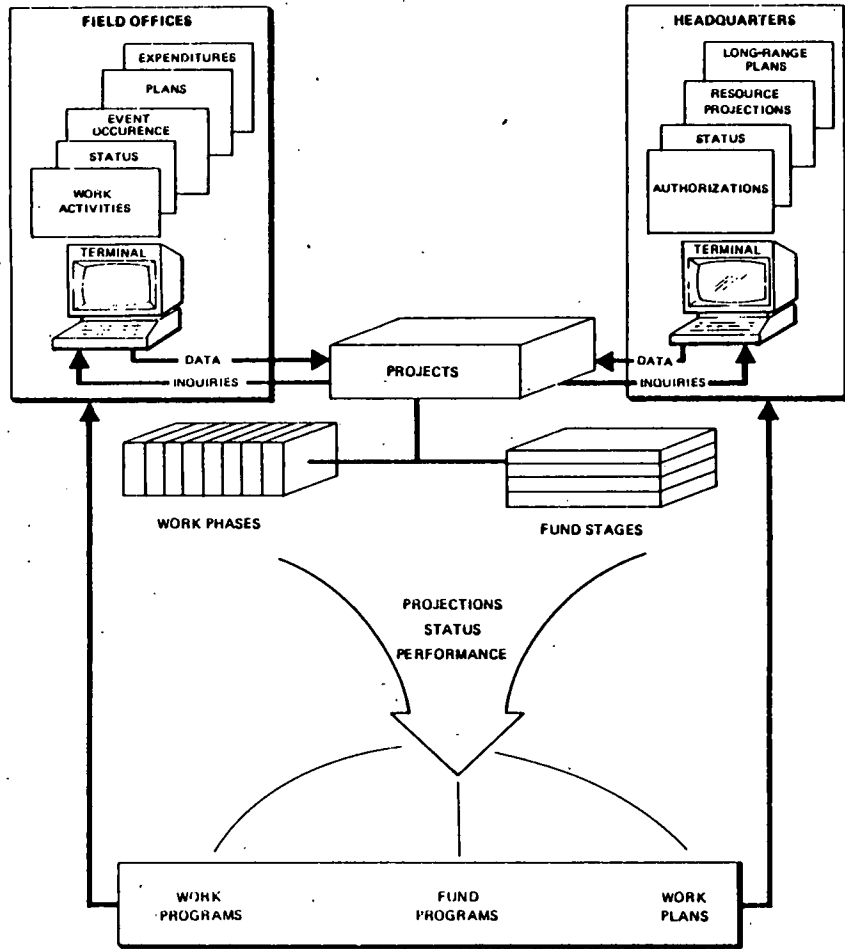 FIELD OFFICES
EXPENDITURES
PLANS
EVENT
OCCURENCE
STATUS
WORK
ACTIVITIES
TERMINAL
DATA
INQUIRIES
HEADQUARTERS
LONG-RANGE
PLANS
RESOURCE
PROJECTIONS
STATUS
AUTHORIZATIONS
TERMINAL
DATA
INQUIRIES
PROJECTS
WORK PHASES
FUND STAGES
PROJECTIONS
STATUS
PERFORMANCE
WORK
PROGRAMS
FUND
PROGRAMS
WORK
PLANS